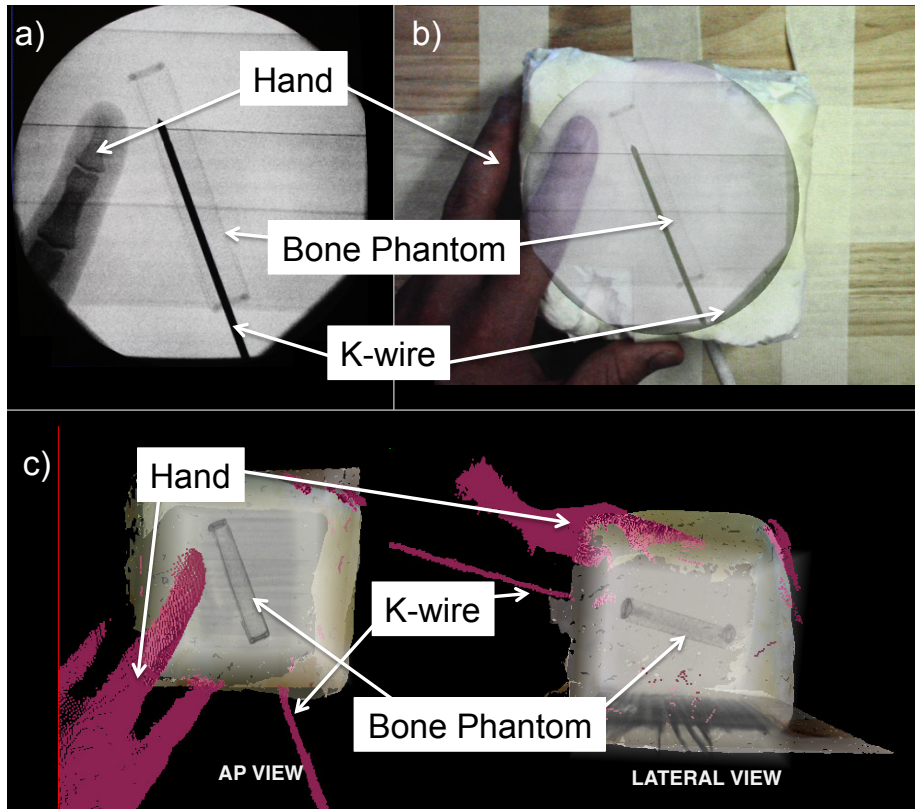 a)
b)
Hand
Bone Phantom
K-wire
c)
Hand
K-wire
Bone Phantom
AP VIEW
LATERAL VIEW